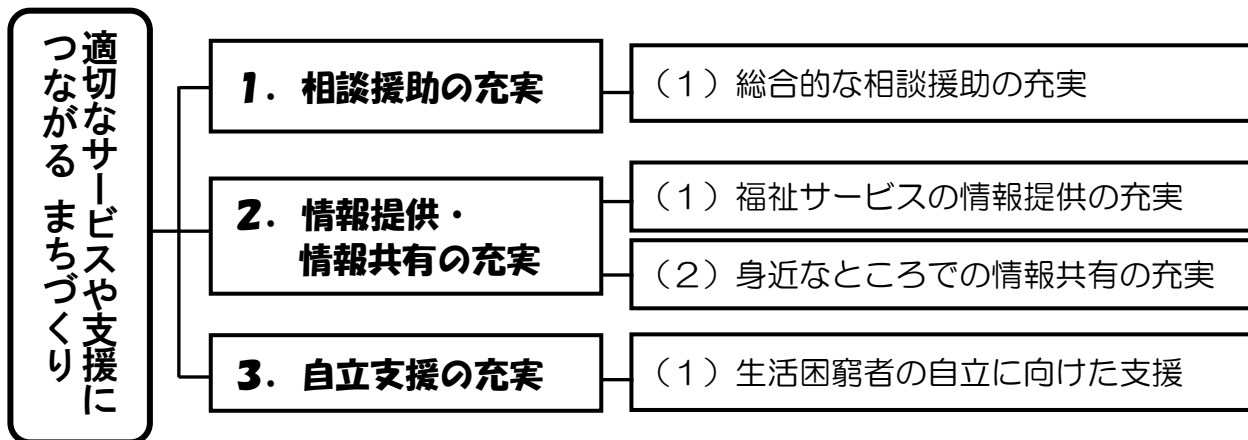 適切なサービスや支援に
つながる まちづくり
1．相談援助の充実
（１）総合的な相談援助の充実
2．情報提供・
情報共有の充実
（１）福祉サービスの情報提供の充実
（２）身近なところでの情報共有の充実
3．自立支援の充実
（１）生活困窮者の自立に向けた支援